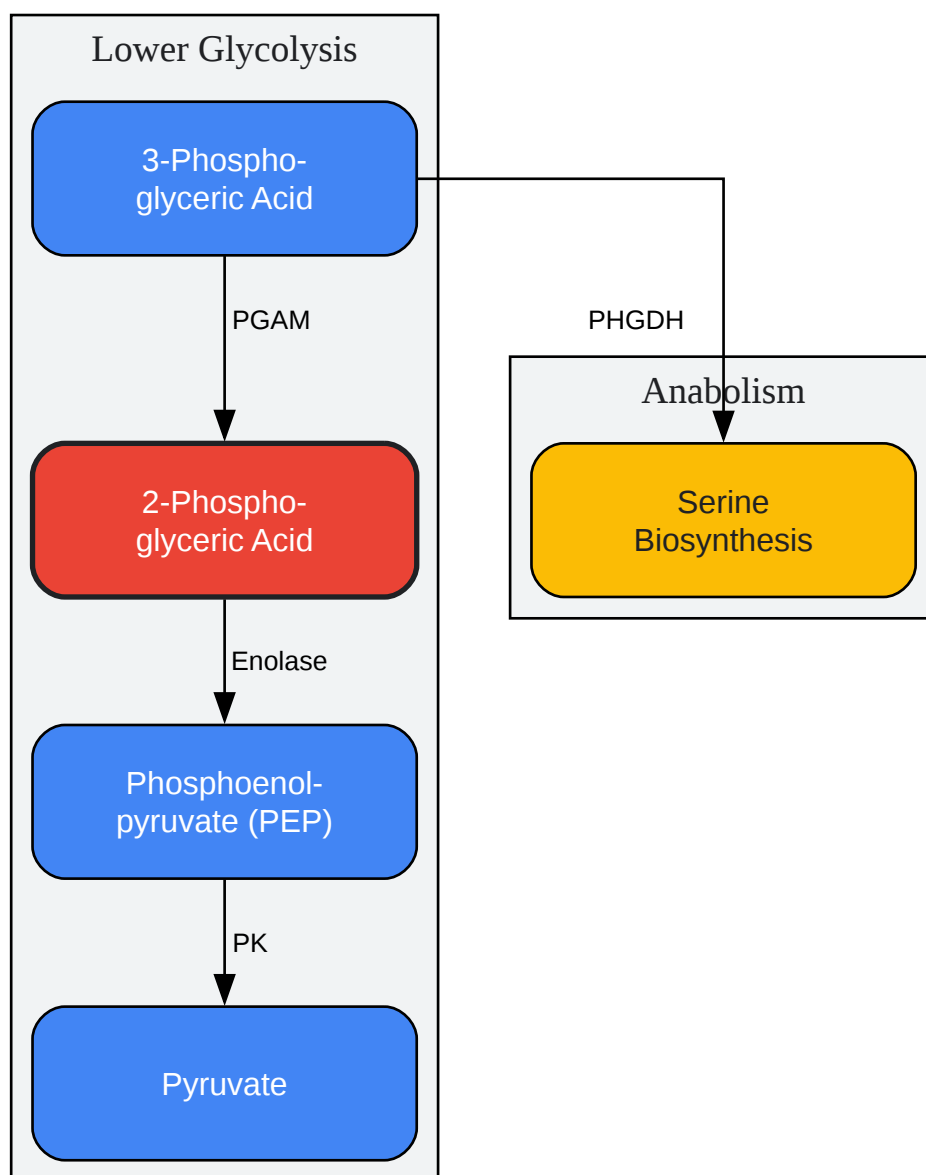 Lower Glycolysis
3-Phospho-
glyceric Acid
PGAM
PHGDH
Anabolism
2-Phospho-
glyceric Acid
Serine
Biosynthesis
Enolase
Phosphoenol-
pyruvate (PEP)
PK
Pyruvate